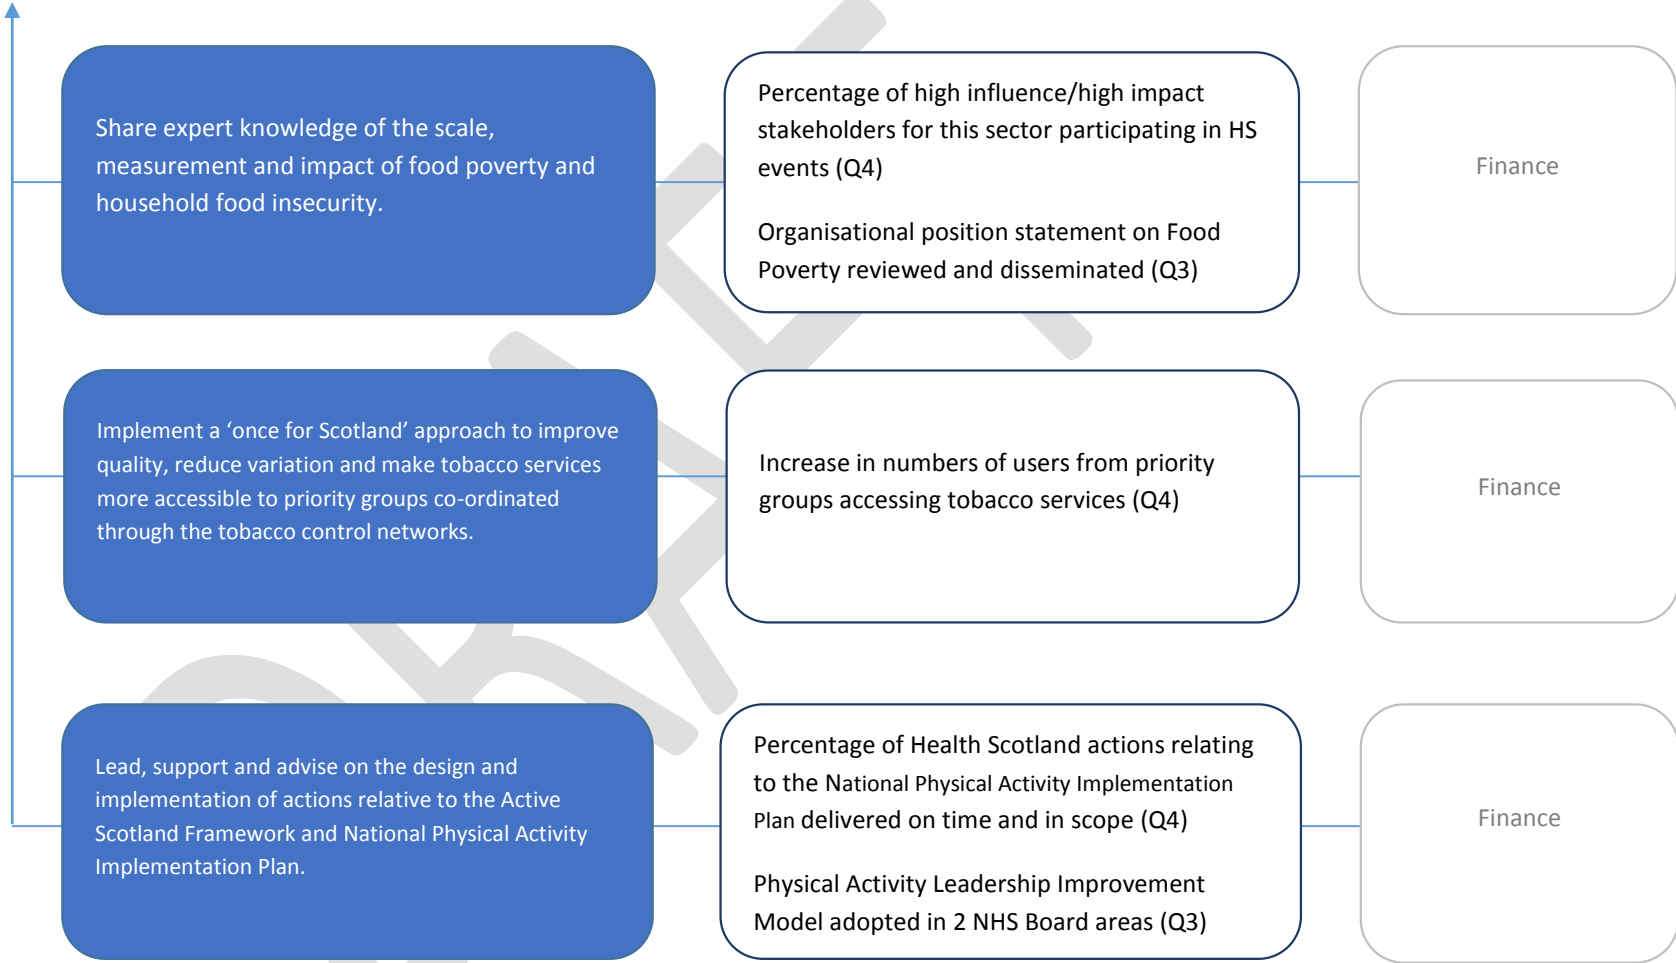 Share expert knowledge of the scale,
measurement and impact of food poverty and
household food insecurity.
Percentage of high influence/high impact
stakeholders for this sector participating in HS
events (Q4)
Organisational position statement on Food
Poverty reviewed and disseminated (Q3)
Finance
Implement a ‘once for Scotland’ approach to improve
quality, reduce variation and make tobacco services
more accessible to priority groups co-ordinated
through the tobacco control networks.
Increase in numbers of users from priority
groups accessing tobacco services (Q4)
Finance
Lead, support and advise on the design and
implementation of actions relative to the Active
Scotland Framework and National Physical Activity
Implementation Plan.
Percentage of Health Scotland actions relating
to the National Physical Activity Implementation
Plan delivered on time and in scope (Q4)
Physical Activity Leadership Improvement
Model adopted in 2 NHS Board areas (Q3)
Finance
DRAFT